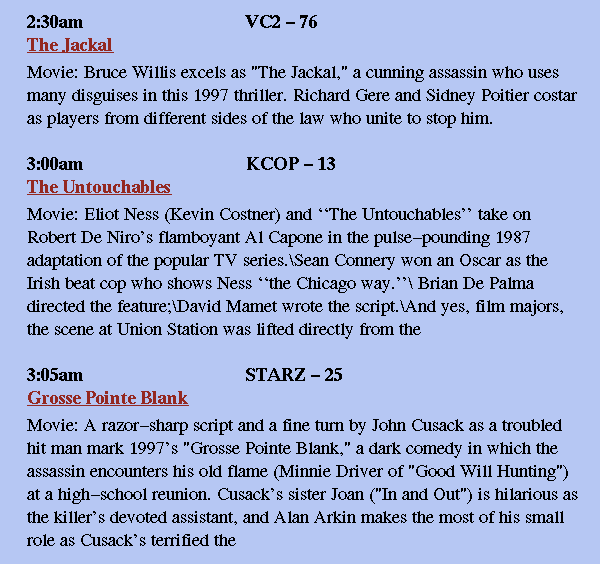 2:30am VC2 – 76
The Jackal
Movie: Bruce Willis excels as "The Jackal," a cunning assassin who uses
many disguises in this 1997 thriller. Richard Gere and Sidney Poitier costar
as players from different sides of the law who unite to stop him.
3:00am KCOP – 13
The Untouchables
Movie: Eliot Ness (Kevin Costner) and ‘‘The Untouchables’’ take on
Robert De Niro’s flamboyant Al Capone in the pulse–pounding 1987
adaptation of the popular TV series.\Sean Connery won an Oscar as the
Irish beat cop who shows Ness ‘‘the Chicago way.’’\ Brian De Palma
directed the feature;\David Mamet wrote the script.\And yes, film majors,
the scene at Union Station was lifted directly from the
3:05am STARZ – 25
Grosse Pointe Blank
Movie: A razor–sharp script and a fine turn by John Cusack as a troubled
hit man mark 1997’s "Grosse Pointe Blank," a dark comedy in which the
assassin encounters his old flame (Minnie Driver of "Good Will Hunting")
at a high–school reunion. Cusack’s sister Joan ("In and Out") is hilarious as
the killer’s devoted assistant, and Alan Arkin makes the most of his small
role as Cusack’s terrified the